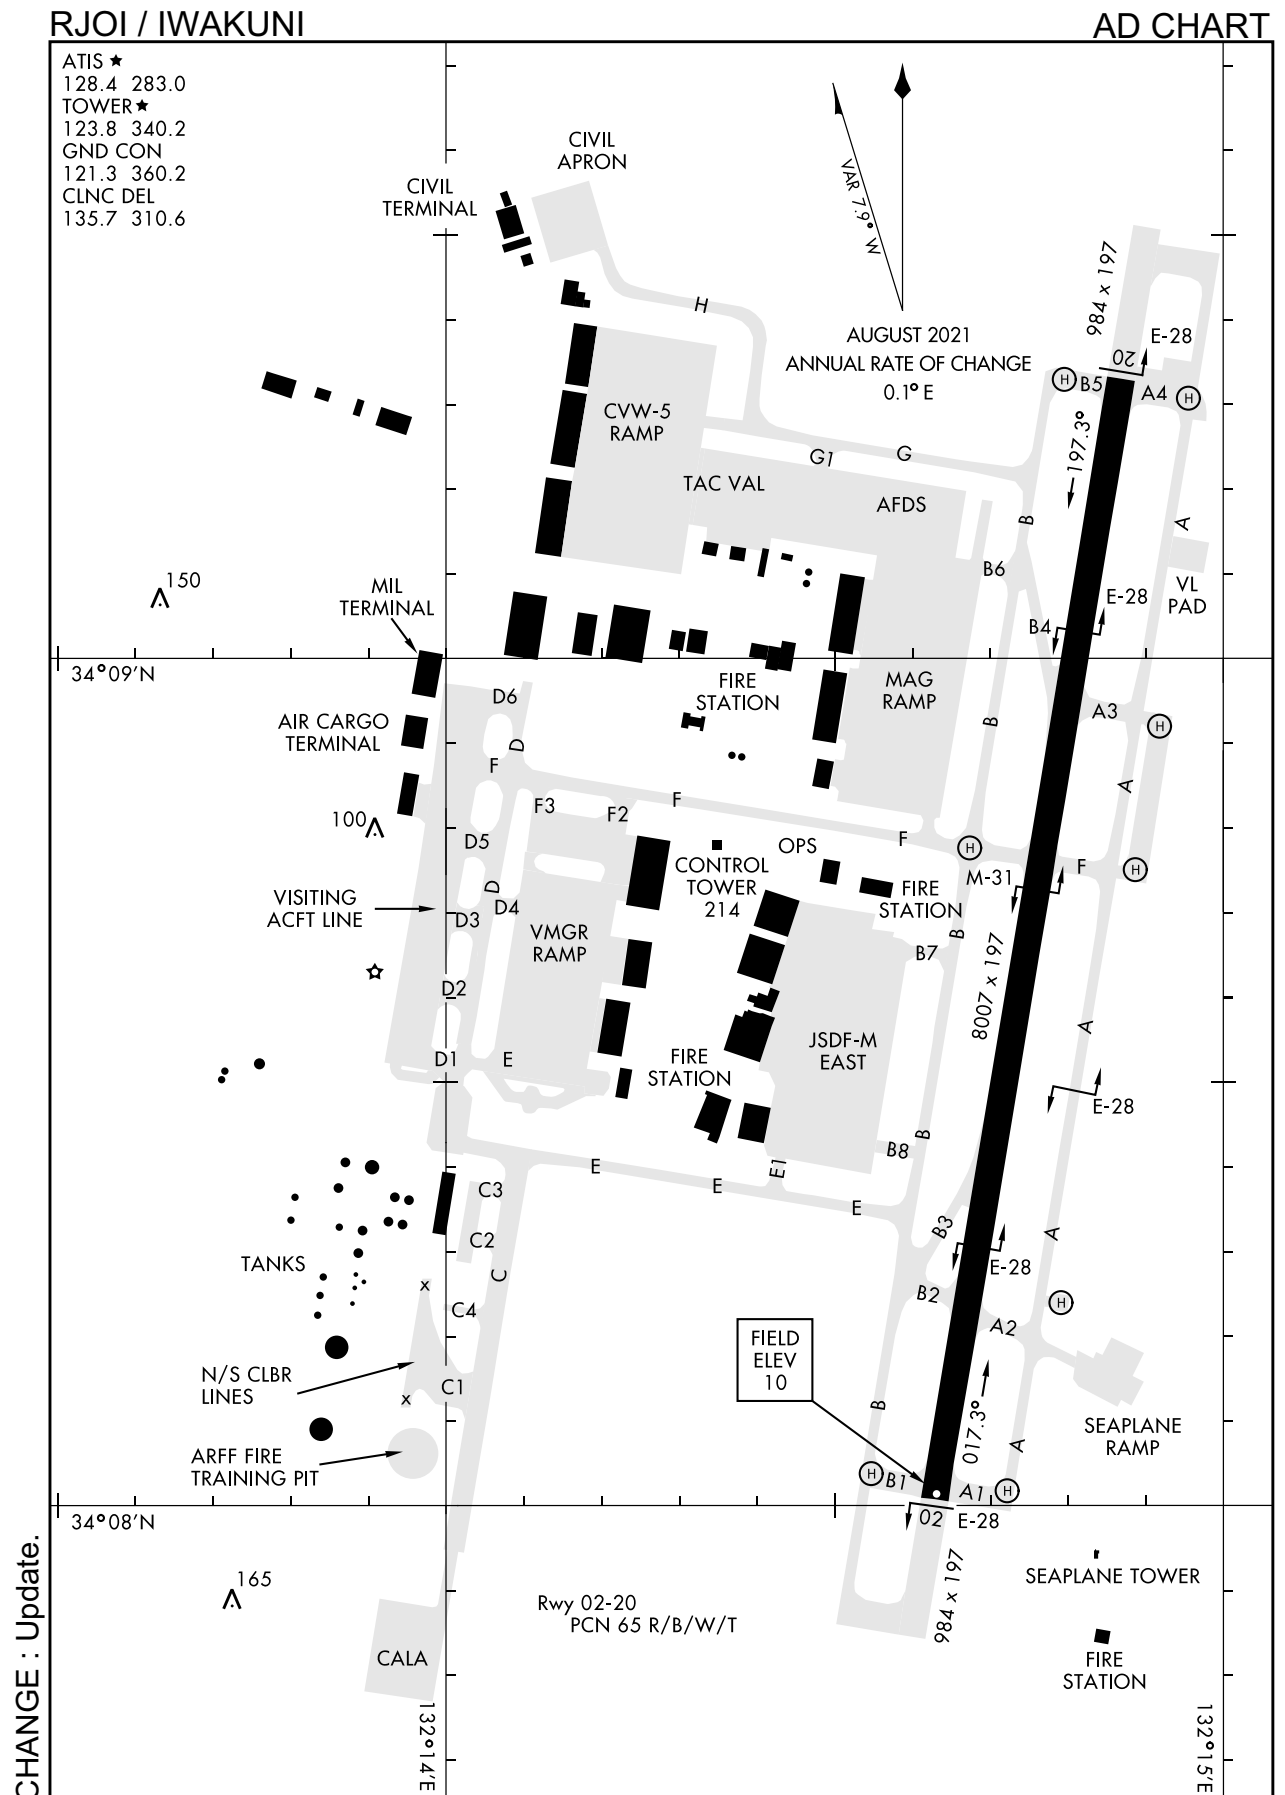 RJOI / IWAKUNI
AD CHART
ATIS ★
128.4 283.0
TOWER★
123.8 340.2
GND CON
121.3 360.2
CLNC DEL
135.7 310.6
CIVIL
APRON
CIVIL
TERMINAL
VAR 7.9° W
H
AUGUST 2021
ANNUAL RATE OF CHANGE
0.1° E
984 x 197
E-28
20
H
B5
A4
H
CVW-5
RAMP
197.3°
G1
G
TAC VAL
AFDS
B
A
B6
150
MIL
TERMINAL
VL
PAD
E-28
B4
34°09'N
FIRE
STATION
MAG
RAMP
D6
A3
H
B
AIR CARGO
TERMINAL
D
F
A
F3
F2
F
100
D5
OPS
F
H
CONTROL
TOWER
214
M-31
F
H
D
FIRE
STATION
VISITING
ACFT LINE
D4
D3
VMGR
RAMP
B
B7
D2
8007 x 197
A
JSDF-M
EAST
D1
E
FIRE
STATION
E-28
B
B8
E
E1
E
E
C3
B3
A
C2
TANKS
C
E-28
x
C4
B2
H
A2
FIELD
ELEV
10
N/S CLBR
LINES
C1
x
B
017.3°
A
SEAPLANE
RAMP
ARFF FIRE
TRAINING PIT
H
B1
A1
H
34°08'N
02
E-28
984 x 197
SEAPLANE TOWER
165
Rwy 02-20
PCN 65 R/B/W/T
FIRE
STATION
CALA
132°14'E
132°15'E
CHANGE : Update.